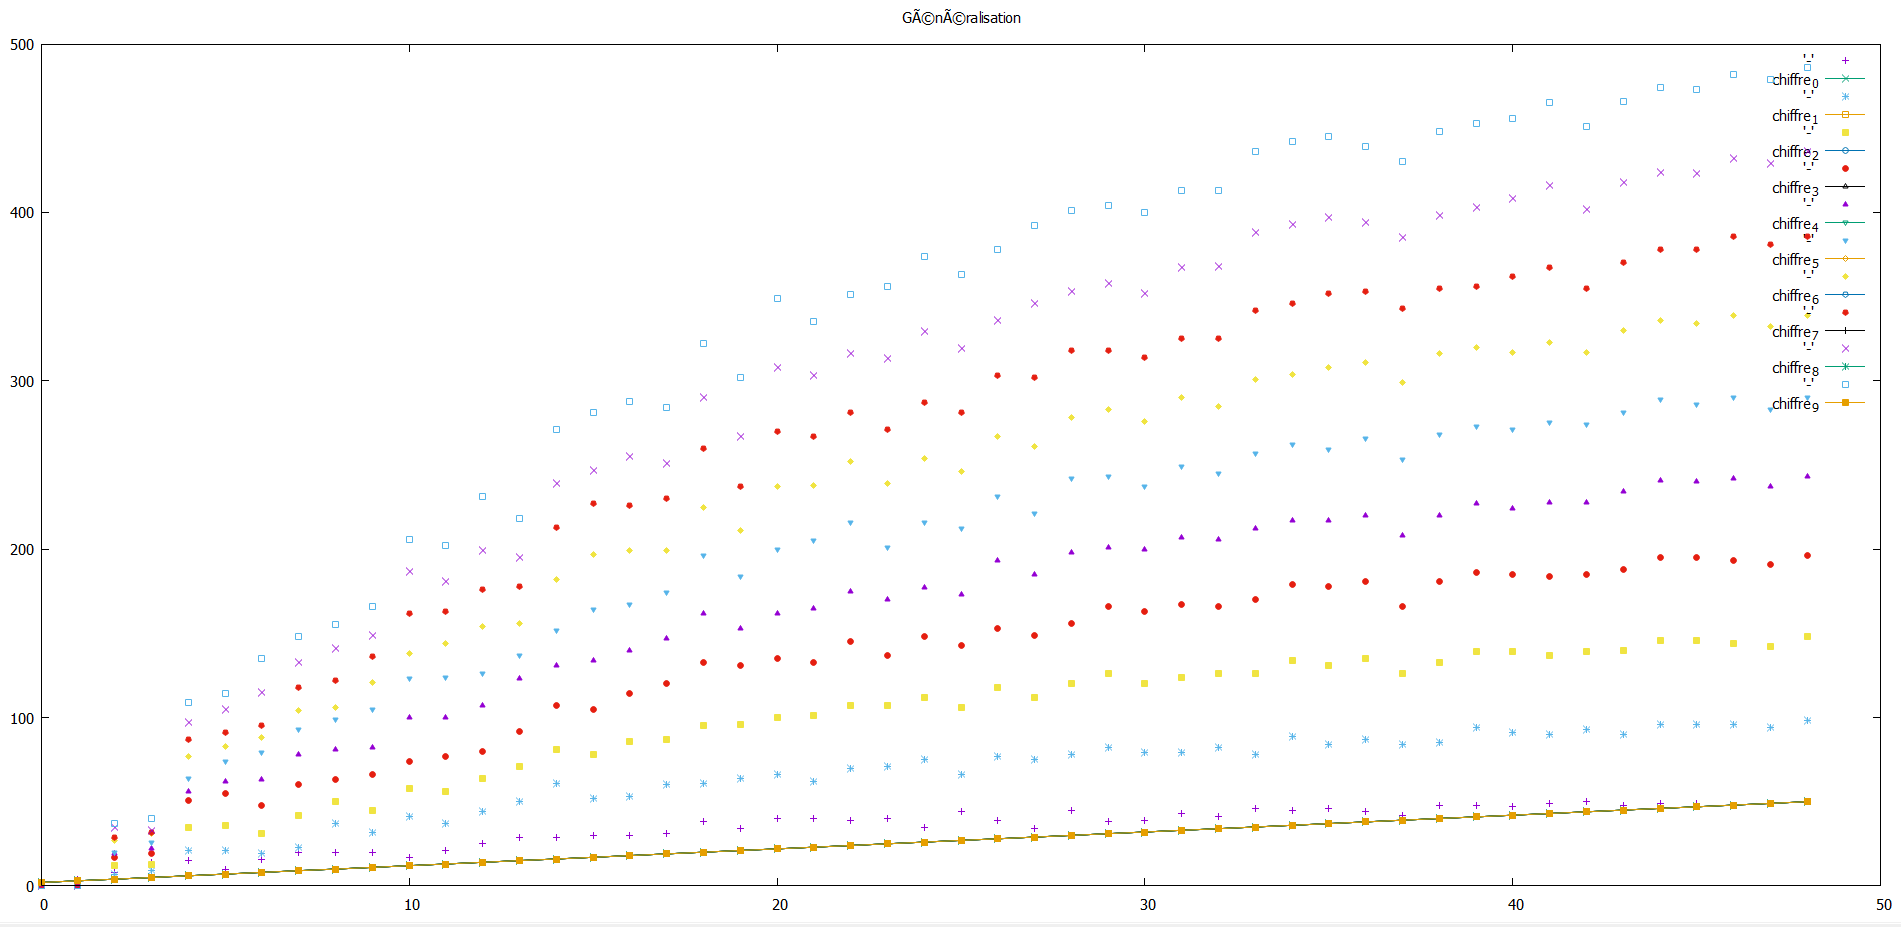 GÃ©nÃ©ralisation
500
400
300
200
100
0
0 10 20 30 40 50
'-'
chiffre0
'-'
chiffre1
'-'
chiffre2
'-'
chiffre3
'-'
chiffre4
'-'
chiffre5
'-'
chiffre6
'-'
chiffre7
'-'
chiffre8
'-'
chiffre9